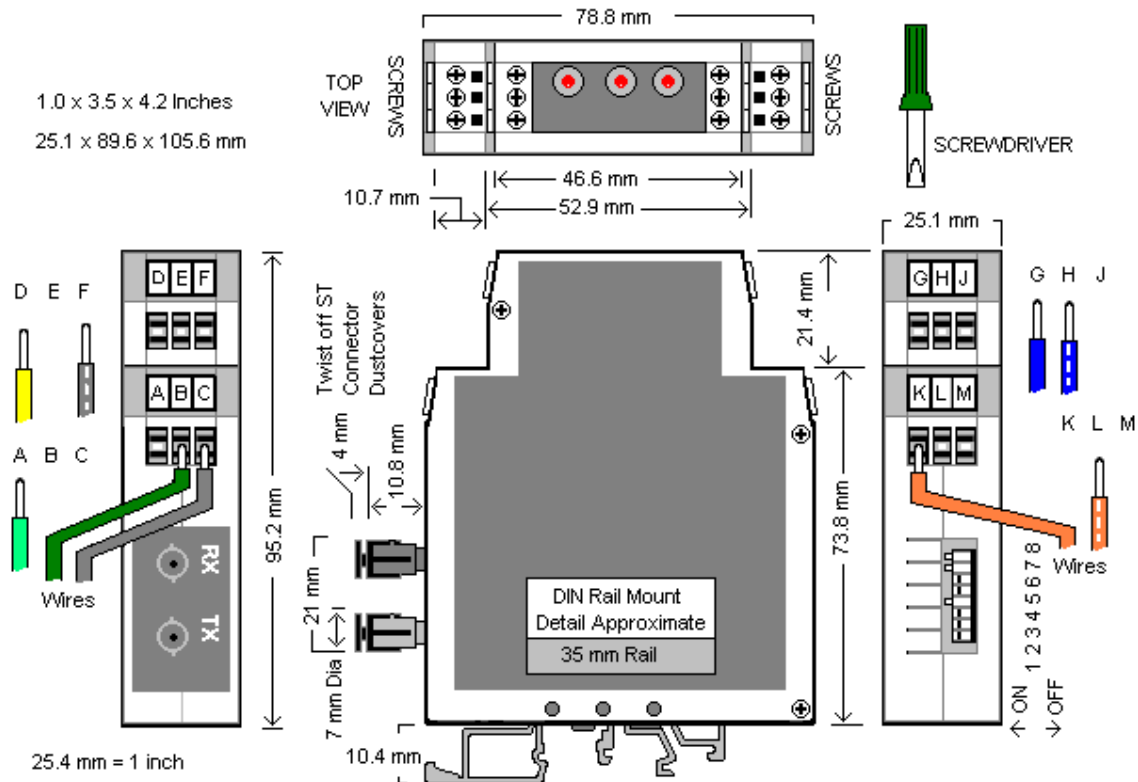 78.8 mm
TOP VIEW
SCREWS
SCREWS
1.0 x 3.5 x 4.2 Inches
25.1 x 89.6 x 105.6 mm
SCREWDRIVER
46.6 mm
10.7 mm
52.9 mm
25.1 mm
D E F
D E F
A B C
A B C
Wires
RX
TX
95.2 mm
Twist off ST
Connector
Dustcovers
4 mm
10.8 mm
21 mm
7 mm Dia
10.4 mm
DIN Rail Mount
Detail Approximate
35 mm Rail
21.4 mm
73.8 mm
G H J
G H J
K L M
K L M
Wires
1 2 3 4 5 6 7 8
ON
OFF
25.4 mm = 1 inch